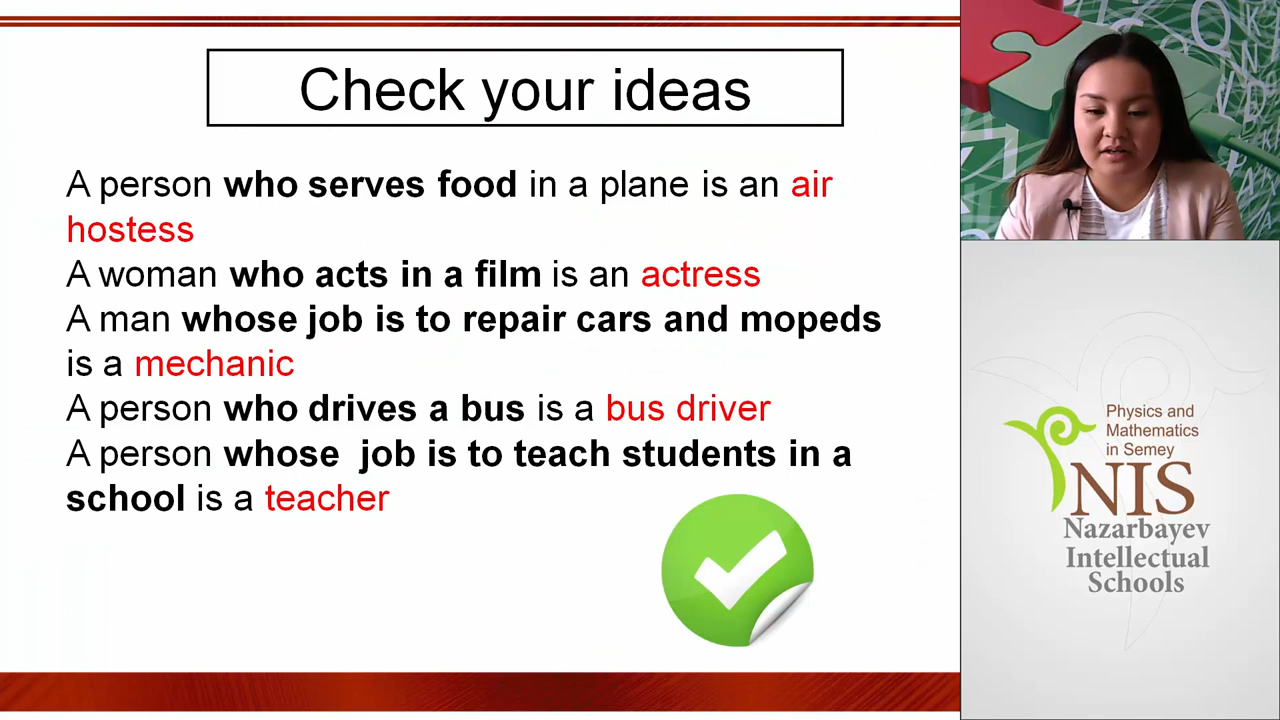 Check your ideas
A person who serves food in a plane is an air
hostess
A woman who acts in a film is an actress
A man whose job is to repair cars and mopeds
is a mechanic
A person who drives a bus is a bus driver
A person whose  job is to teach students in a
school is a teacher
Physics and
Mathematics
in Semey
NIS
Nazarbayev
Intellectual
Schools